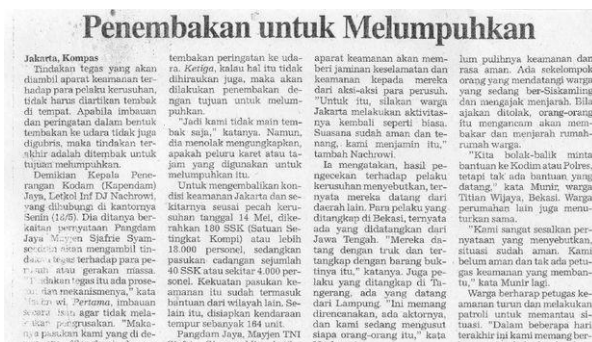 Penembakan untuk Melumpuhkan
Jakarta, Kompas
Tindakan tegas yang akan
diambil aparat keamanan ter-
hadap para pelaku kerusuhan,
tidak harus diartikan tembak
di tempat. Apabila imbauan
dan peringatan dalam bentuk
tembakan ke udara tidak juga
digubris, maka tindakan ter-
akhir adalah ditembak untuk
tujuan melumpuhkan.
Demikian Kepala Pene-
rangan Kodam (Kapendam)
Jaya, Letkol Inf DJ Nachrowi,
yang dihubungi di kantornya
Senin (18/5). Dia ditanya ber-
kaitan pernyataan Pangdam
Jaya Mayjen Sjafrie Syam-
soeddin mengambil tin-
dakan tegas terhadap para pe-
rusuh atau gerakan massa.
"Tindakan tegas itu ada prose-
dur dan mekanismenya," kata
Pertama, imbauan
secara lisan agar tidak mela-
kukan pengrusakan. "Maka-
nya pasukan kami yang di de-
tembakan peringatan ke uda-
ra. Ketiga, kalau hal itu tidak
dihiraukan juga, maka akan
dilakukan penembakan de-
ngan tujuan untuk melum-
puhkan.
"Jadi kami tidak main tem-
bak saja," katanya. Namun,
dia menolak mengungkapkan,
apakah peluru karet atau ta-
jam yang digunakan untuk
melumpuhkan itu.
Untuk mengembalikan kon-
disi keamanan Jakarta dan se-
kitarnya seusai pecah keru-
suhan tanggal 14 Mei, dike-
rahkan 180 SSK (Satuan Se-
tingkat Kompi) atau lebih
18.000 personel, sedangkan
pasukan cadangan sejumlah
40 SSK atau sekitar 4.000 per-
sonel. Kekuatan pasukan ke-
amanan itu sudah termasuk
bantuan dari wilayah lain. Se-
lain itu, disiapkan kendaraan
tempur sebanyak 164 unit.
Pangdam Jaya, Mayjen TNI
aparat keamanan akan mem-
beri jaminan keselamatan dan
keamanan kepada mereka
dari aksi-aksi para perusuh.
"Untuk itu, silakan warga
Jakarta melakukan aktivitas-
nya kembali seperti biasa.
Suasana sudah aman dan te-
nang, kami menjamin itu,"
tambah Nachrowi.
Ia mengatakan, hasil pe-
ngecekan terhadap pelaku
kerusuhan menyebutkan, ter-
nyata mereka datang dari
daerah lain. Para pelaku yang
ditangkap di Bekasi, ternyata
ada yang didatangkan dari
Jawa Tengah. "Mereka da-
tang dengan truk dan ter-
tangkap dengan barang buk-
tinya itu," katanya. Juga pe-
laku yang ditangkap di Ta-
ngerang, ada yang datang
dari Lampung. "Ini memang
direncanakan, ada aktornya,
dan kami sedang mengusut
siapa orang-orang itu," kata
lum pulihnya keamanan dan
rasa aman. Ada sekelompok
orang yang mendatangi warga
yang sedang ber-Siskamling
dan mengajak menjarah. Bila
ajakan ditolak, orang-orang
itu mengancam akan mem-
bakar dan menjarah rumah-
rumah warga.
"Kita bolak-balik minta
bantuan ke Kodim atau Polres,
tetapi tak ada bantuan yang
datang," kata Munir, warga
Titian Wijaya, Bekasi. Warga
perumahan lain juga menu-
turkan sama.
"Kami sangat sesalkan per-
nyataan yang menyebutkan,
situasi sudah aman. Kami
belum aman dan tak ada petu-
gas keamanan yang memban-
tu," kata Munir lagi.
Warga berharap petugas ke-
amanan turun dan melakukan
patroli untuk memantau si-
tuasi. "Dalam beberapa hari
terakhir ini kami memang ber-